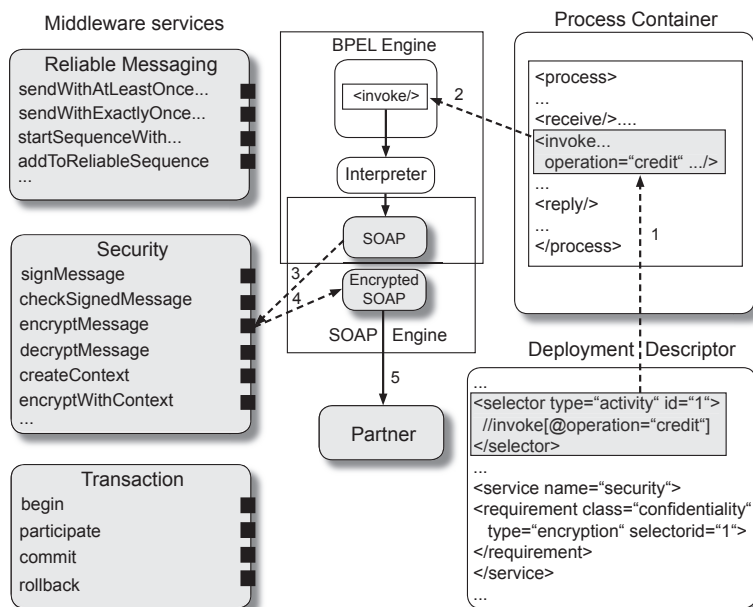 Middleware services
Reliable Messaging
sendWithAtLeastOnce...
sendWithExactlyOnce...
startSequenceWith...
addToReliableSequence
...
Security
signMessage
checkSignedMessage
encryptMessage
decryptMessage
createContext
encryptWithContext
...
Transaction
begin
participate
commit
rollback
BPEL Engine
<invoke/>
Interpreter
SOAP
Encrypted
SOAP
SOAP Engine
Partner
2
3
4
5
Process Container
<process>
...
<receive/>....
<invoke...
operation=“credit“ .../>
...
<reply/>
...
</process>
1
Deployment Descriptor
...
<selector type=“activity“ id=“1“>
//invoke[@operation=“credit“]
</selector>
...
<service name=“security“>
<requirement class=“confidentiality“
type=“encryption“ selectorid=“1“>
</requirement>
</service>
...